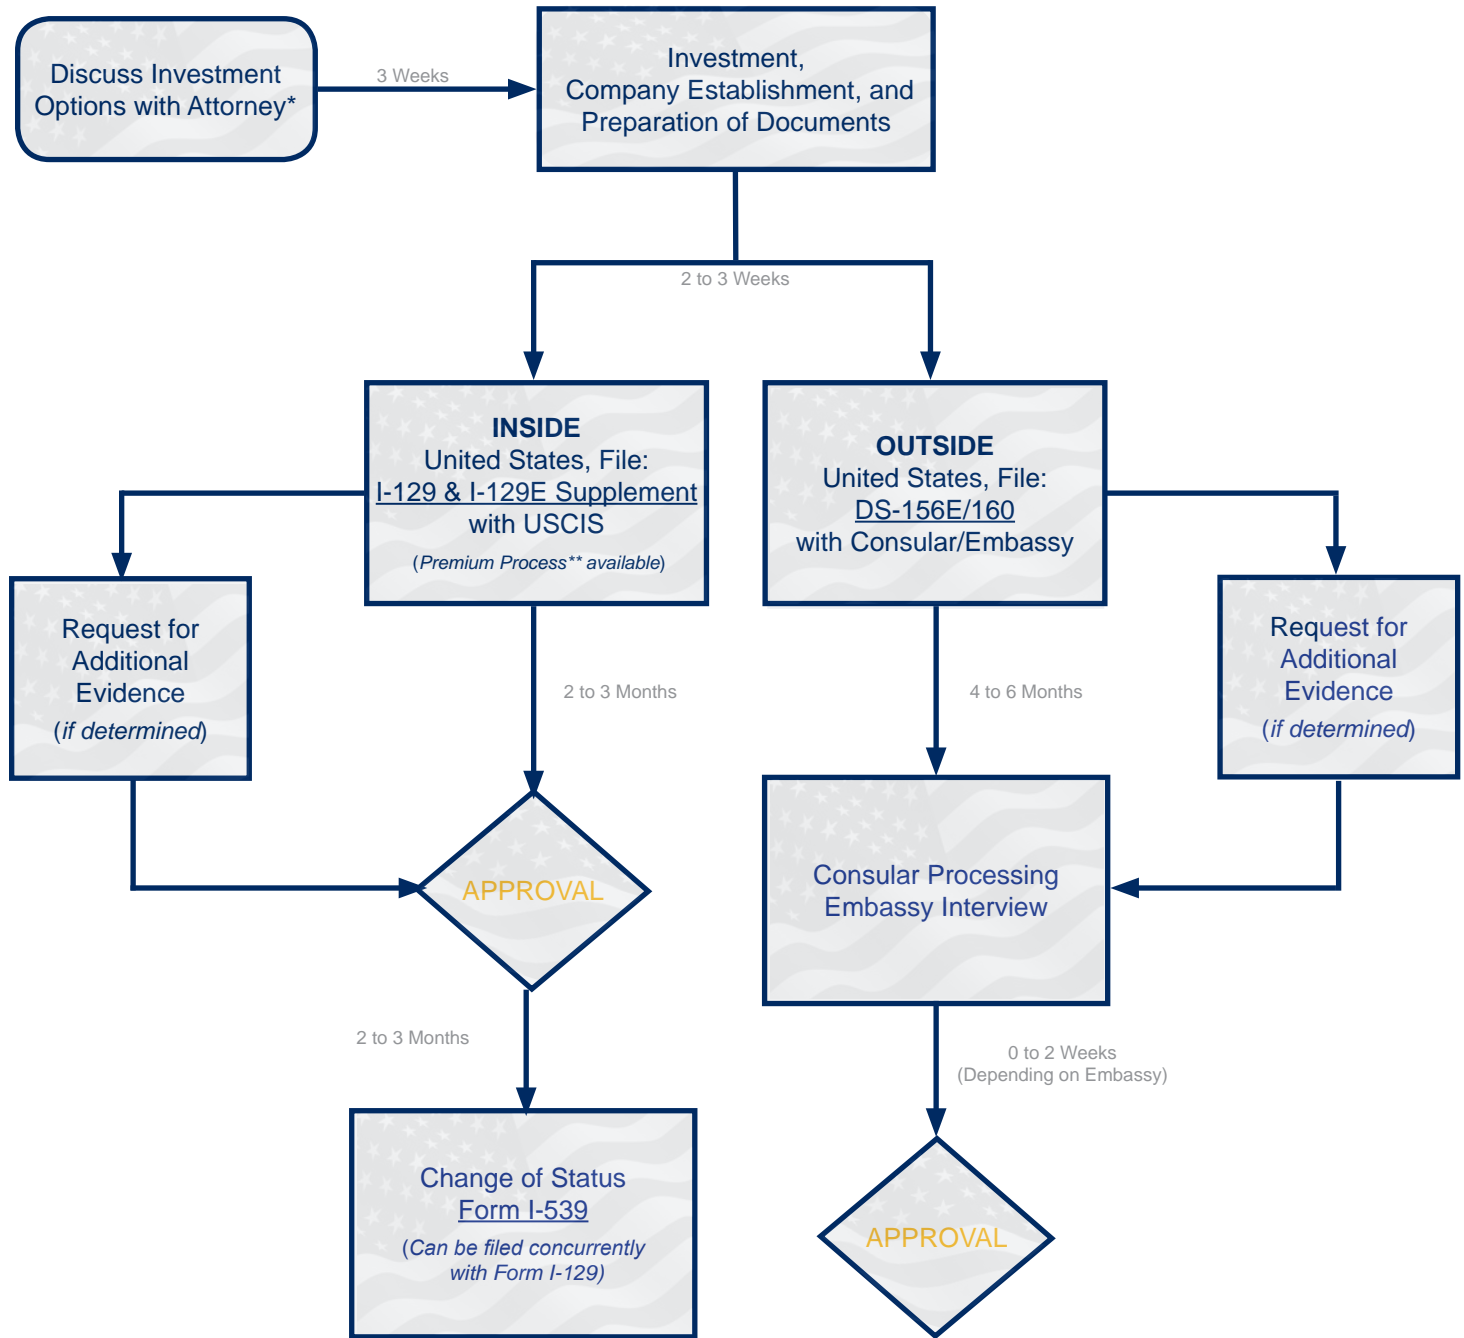 Discuss Investment
Options with Attorney*
3 Weeks
Investment,
Company Establishment, and
Preparation of Documents
2 to 3 Weeks
INSIDE
United States, File:
I-129 & I-129E Supplement
with USCIS
(Premium Process** available)
OUTSIDE
United States, File:
DS-156E/160
with Consular/Embassy
Request for
Additional
Evidence
(if determined)
2 to 3 Months
4 to 6 Months
Request for
Additional
Evidence
(if determined)
APPROVAL
Consular Processing
Embassy Interview
2 to 3 Months
0 to 2 Weeks
(Depending on Embassy)
Change of Status
Form I-539
(Can be filed concurrently
with Form I-129)
APPROVAL